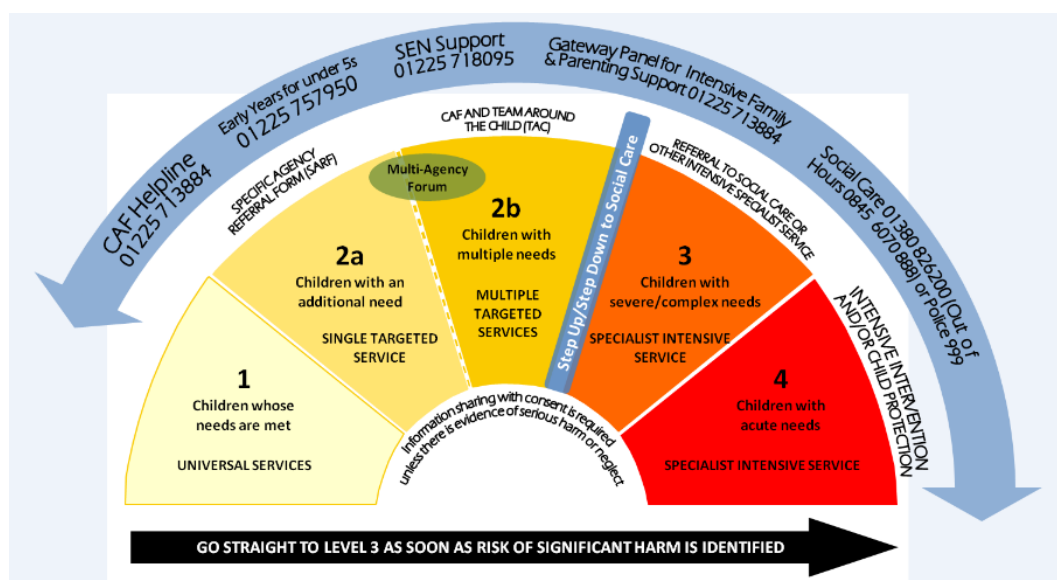 CAF Helpline
01225 713884
Early Years for under 5s
01225 757950
SEN Support
01225 718095
Gateway Panel for Intensive Family
& Parenting Support 01225 713884
Social Care 01380 826200 (Out of
Hours 0845 6070 888) or Police 999
SPECIFIC AGENCY
REFERRAL FORM (SARF)
CAF AND TEAM AROUND
THE CHILD (TAC)
REFERRAL TO SOCIAL CARE OR
OTHER INTENSIVE SPECIALIST SERVICE
INTENSIVE INTERVENTION
AND/OR CHILD PROTECTION
Multi-Agency
Forum
Step Up/Step Down to Social Care
1
Children whose
needs are met
UNIVERSAL SERVICES
2a
Children with an
additional need
SINGLE TARGETED
SERVICE
2b
Children with
multiple needs
MULTIPLE
TARGETED
SERVICES
3
Children with
severe/complex needs
SPECIALIST INTENSIVE
SERVICE
4
Children with
acute needs
SPECIALIST INTENSIVE SERVICE
Information sharing with consent is required
unless there is evidence of serious harm or neglect
GO STRAIGHT TO LEVEL 3 AS SOON AS RISK OF SIGNIFICANT HARM IS IDENTIFIED